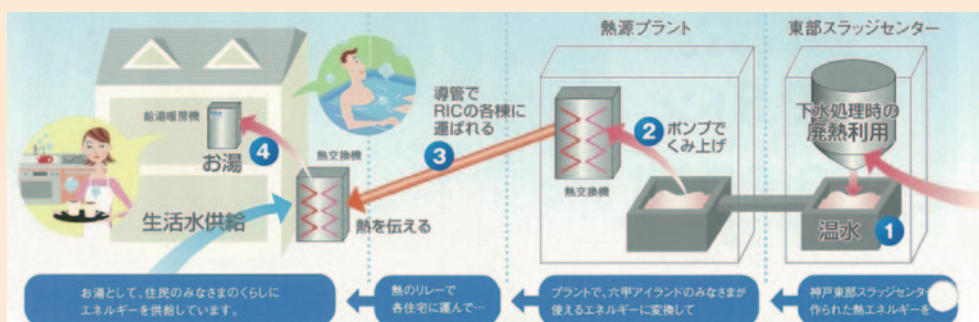 熱源プラント
東部スラッジセンター
下水処理時の
廃熱利用
温水
1
2
ポンプで
くみ上げ
熱交換機
導管で
RICの各棟に
運ばれる
3
熱交換機
熱を伝える
給湯暖房機
お湯
4
生活水供給
お湯として、住民のみなさまのくらしに
エネルギーを供給しています。
熱のリレーで
各住宅に運んで…
プラントで、六甲アイランドのみなさまが
使えるエネルギーに変換して
神戸東部スラッジセンター
作られた熱エネルギーを